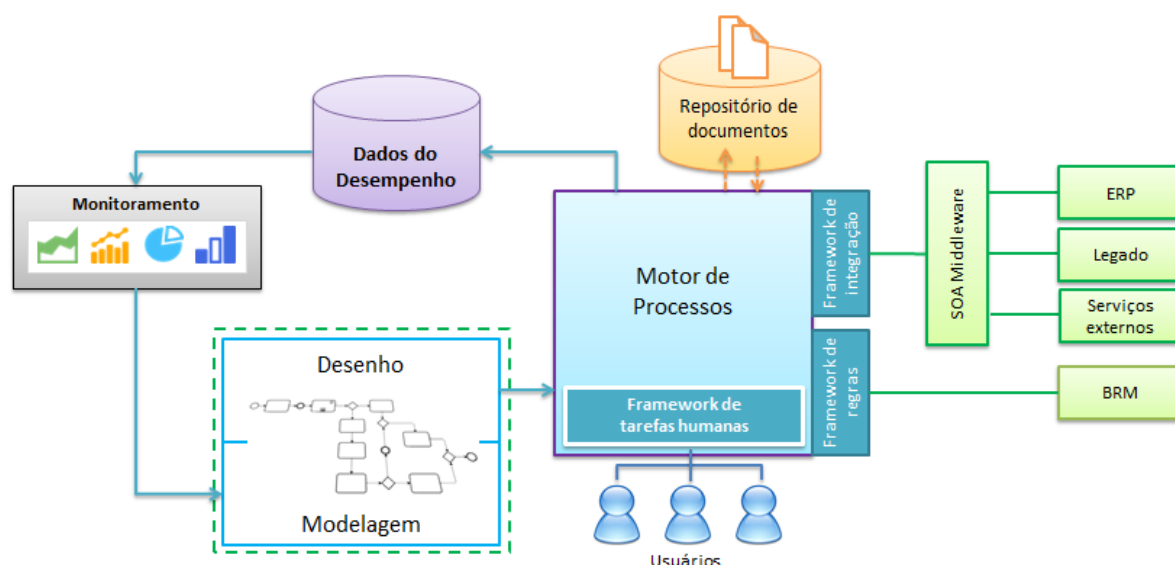 Repositório de
documentos
Dados do
Desempenho
Monitoramento
Motor de
Processos
Framework de
integração
Framework de
regras
SOA Middleware
ERP
Legado
Serviços
externos
BRM
Desenho
Modelagem
Framework de
tarefas humanas
Usuários